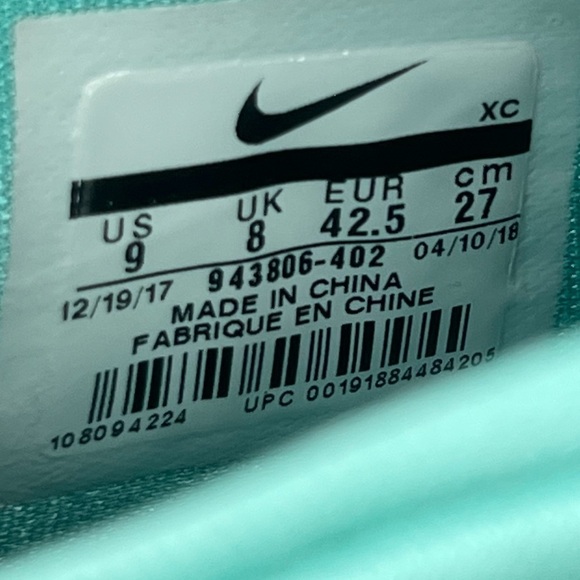 XC
US UK EUR cm
9 8 42.5 27
12/19/17 943806-402 04/10/18
MADE IN CHINA
FABRIQUE EN CHINE
108094224 UPC 00191884484205